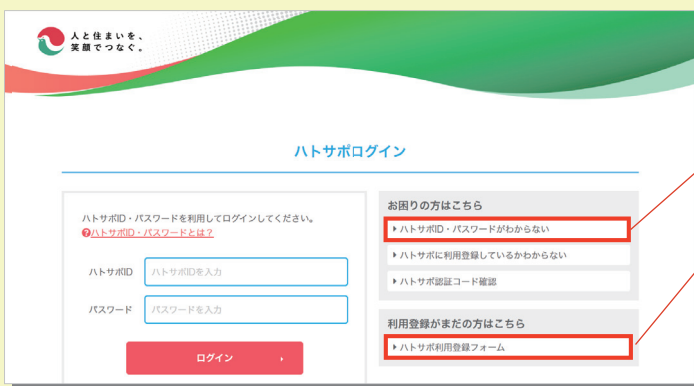 人と住まいを、
笑顔でつなぐ。
ハトサポログイン
ハトサポID・パスワードを利用してログインしてください。
?ハトサポID・パスワードとは？
ハトサポID
ハトサポIDを入力
パスワード
パスワードを入力
ログイン
お困りの方はこちら
ハトサポID・パスワードがわからない
ハトサポに利用登録しているかわからない
ハトサポ認証コード確認
利用登録がまだの方はこちら
ハトサポ利用登録フォーム